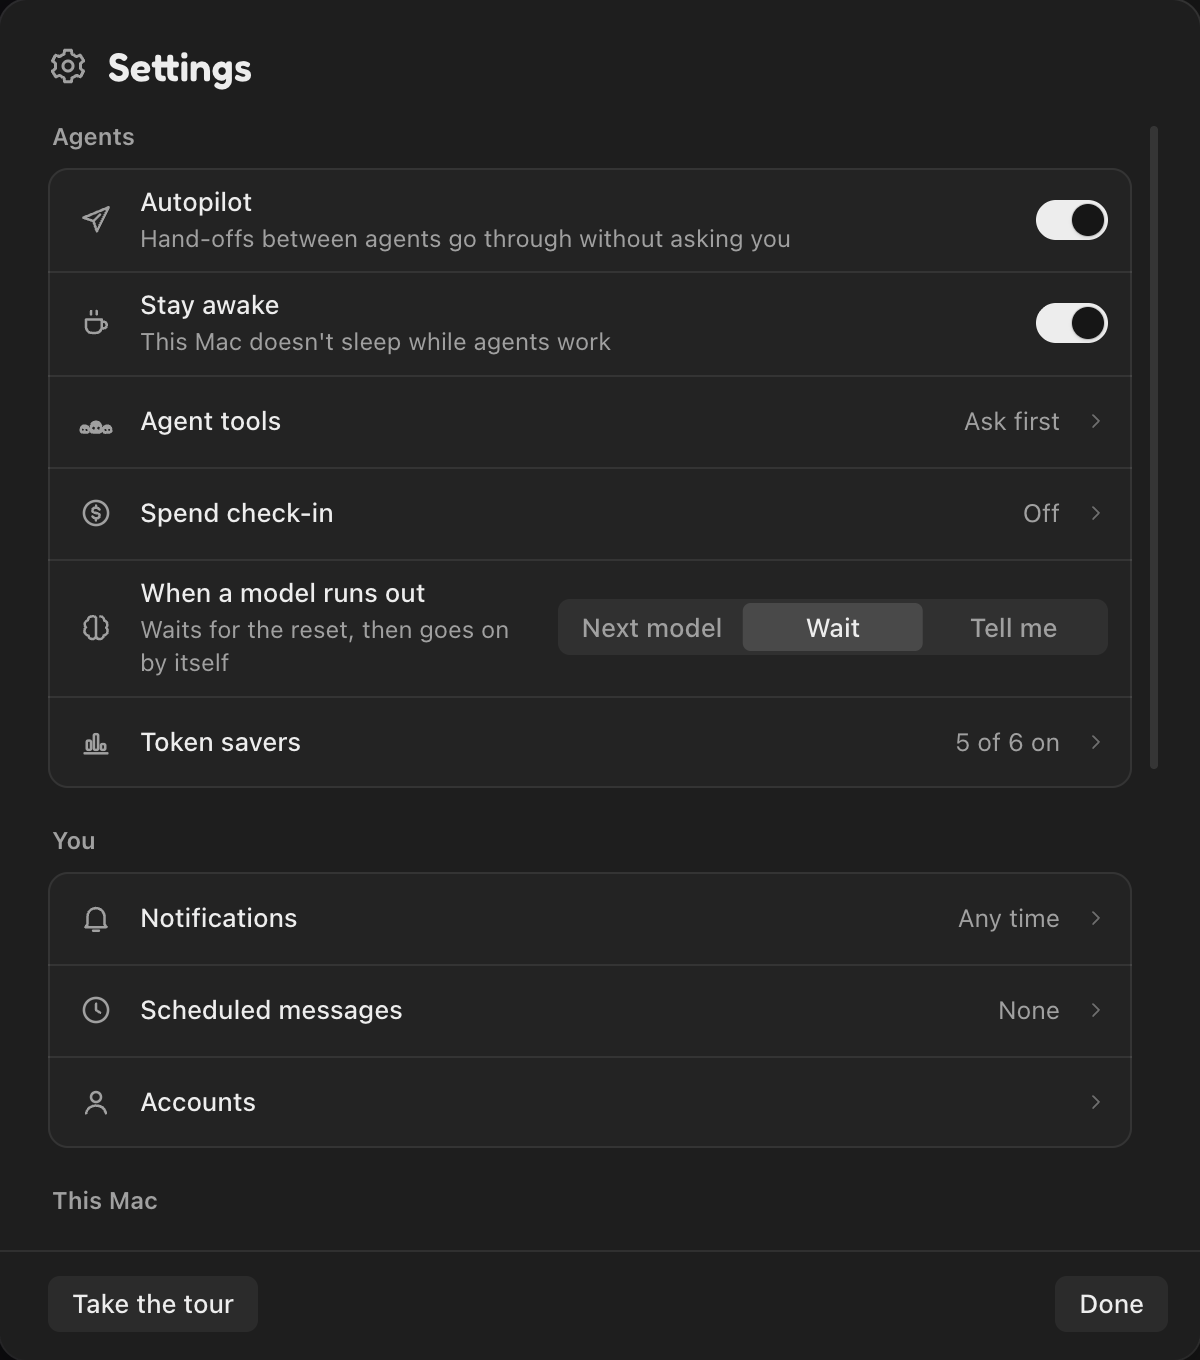 Settings
Agents
Autopilot
Hand-offs between agents go through without asking you
Stay awake
This Mac doesn't sleep while agents work
Agent tools
Ask first
Spend check-in
Off
When a model runs out
Waits for the reset, then goes on
by itself
Next model
Wait
Tell me
Token savers
5 of 6 on
You
Notifications
Any time
Scheduled messages
None
Accounts
This Mac
Take the tour
Done